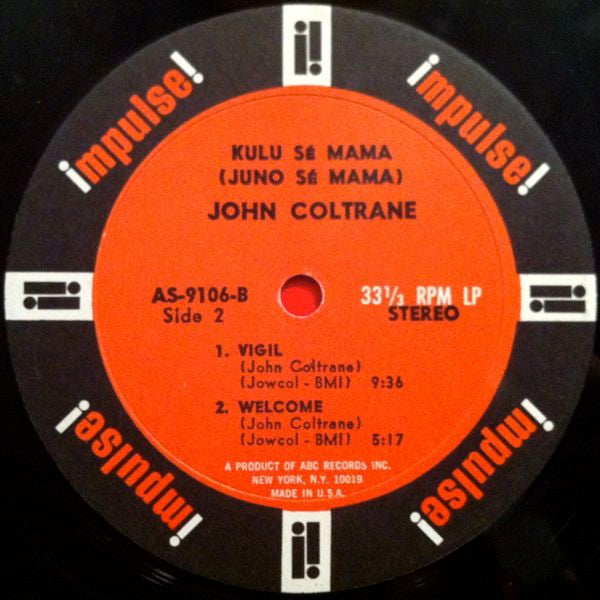 impulse!
impulse!
KULU SÉ MAMA
(JUNO SÉ MAMA)
JOHN COLTRANE
AS-9106-B
Side 2
33⅓ RPM LP
STEREO
1. VIGIL
(John Coltrane)
(Jowcol - BMI) 9:36
2. WELCOME
(John Coltrane)
(Jowcol - BMI) 5:17
A PRODUCT OF ABC RECORDS INC.
NEW YORK, N.Y. 10019
MADE IN U.S.A.
impulse!
impulse!